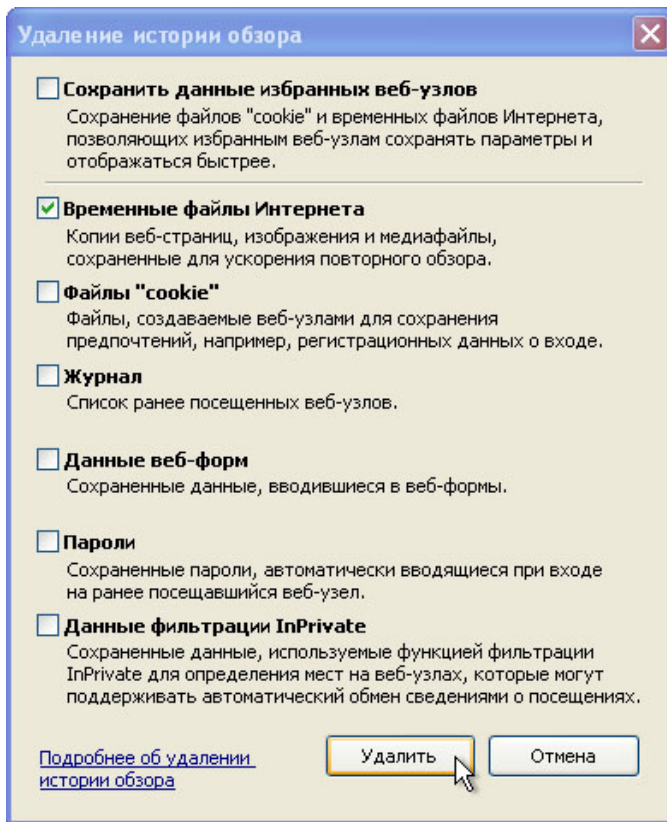 Удаление истории обзора
Сохранить данные избранных веб-узлов
Сохранение файлов "cookie" и временных файлов Интернета,
позволяющих избранным веб-узлам сохранять параметры и
отображаться быстрее.
Временные файлы Интернета
Копии веб-страниц, изображения и медиафайлы,
сохраненные для ускорения повторного обзора.
Файлы "cookie"
Файлы, создаваемые веб-узлами для сохранения
предпочтений, например, регистрационных данных о входе.
Журнал
Список ранее посещенных веб-узлов.
Данные веб-форм
Сохраненные данные, вводившиеся в веб-формы.
Пароли
Сохраненные пароли, автоматически вводящиеся при входе
на ранее посещавшийся веб-узел.
Данные фильтрации InPrivate
Сохраненные данные, используемые функцией фильтрации
InPrivate для определения мест на веб-узлах, которые могут
поддерживать автоматический обмен сведениями о посещениях.
Подробнее об удалении
истории обзора
Удалить
Отмена